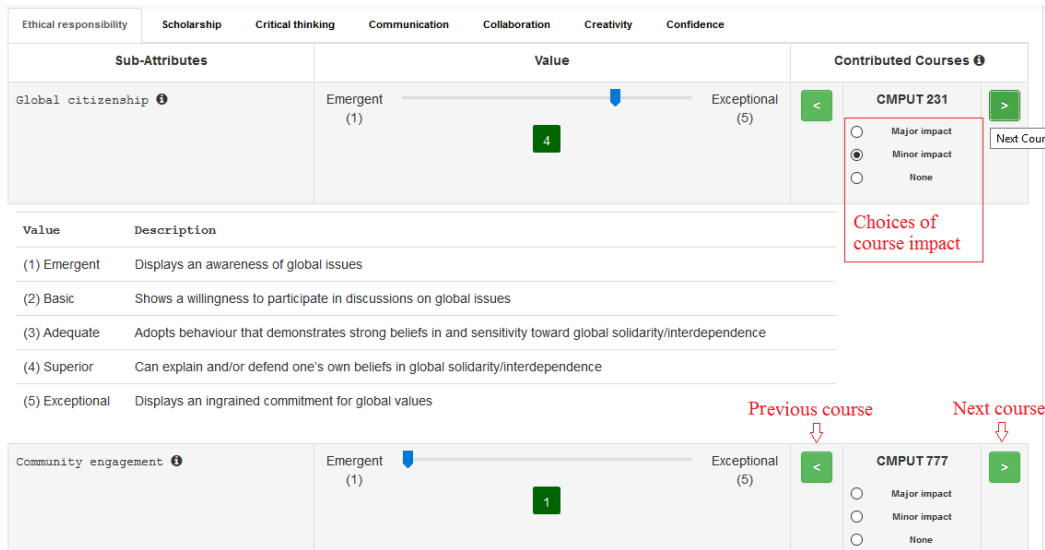 Ethical responsibility Scholarship Critical thinking Communication Collaboration Creativity Confidence
Sub-Attributes Value Contributed Courses
Global citizenship Emergent Exceptional < CMPUT 231 >
(1) (5)
4
Major impact
Next Cour
Minor impact
None
Choices of
course impact
Value Description
(1) Emergent Displays an awareness of global issues
(2) Basic Shows a willingness to participate in discussions on global issues
(3) Adequate Adopts behaviour that demonstrates strong beliefs in and sensitivity toward global solidarity/interdependence
(4) Superior Can explain and/or defend one's own beliefs in global solidarity/interdependence
(5) Exceptional Displays an ingrained commitment for global values
Previous course Next course
Community engagement Emergent Exceptional < CMPUT 777 >
(1) (5)
1
Major impact
Minor impact
None